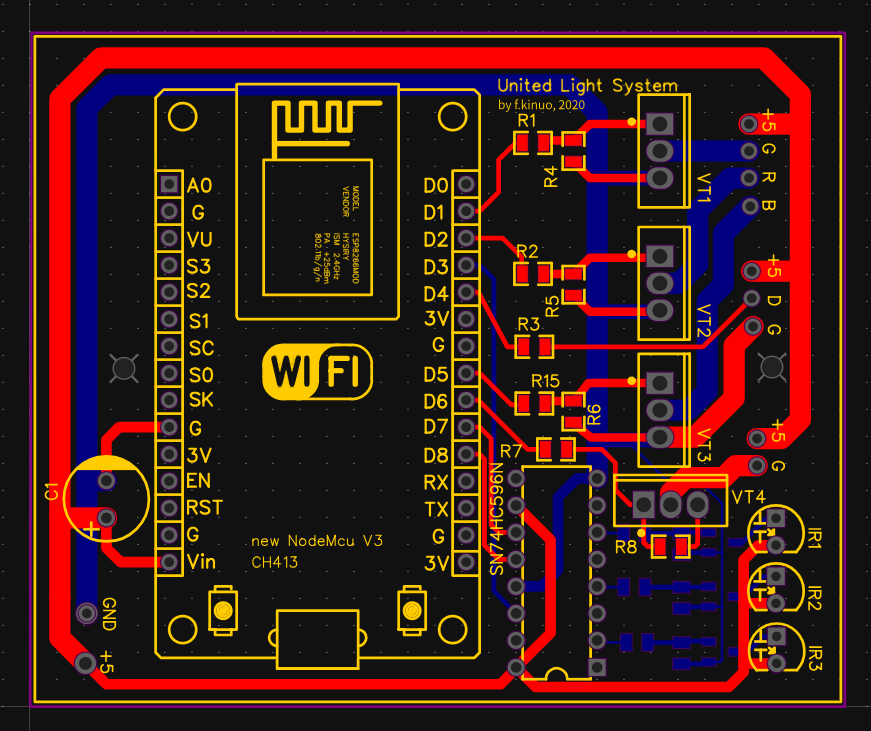 United Light System
by f.kinuo, 2020
R1
R4
VT1
+5
G
R
B
R2
R5
VT2
+5
D
G
R3
R15
R6
VT3
+5
G
R7
VT4
R8
SN74HC596N
IR1
IR2
IR3
A0
G
VU
S3
S2
S1
SC
S0
SK
G
3V
EN
RST
G
Vin
D0
D1
D2
D3
D4
3V
G
D5
D6
D7
D8
RX
TX
G
3V
MODEL
VENDOR
ESP8266MOD
HYSIRY
ISM 2.4GHz
PA +25dBm
802.11b/g/n
WI FI
new NodeMcu V3
CH413
C1
+
GND
+5